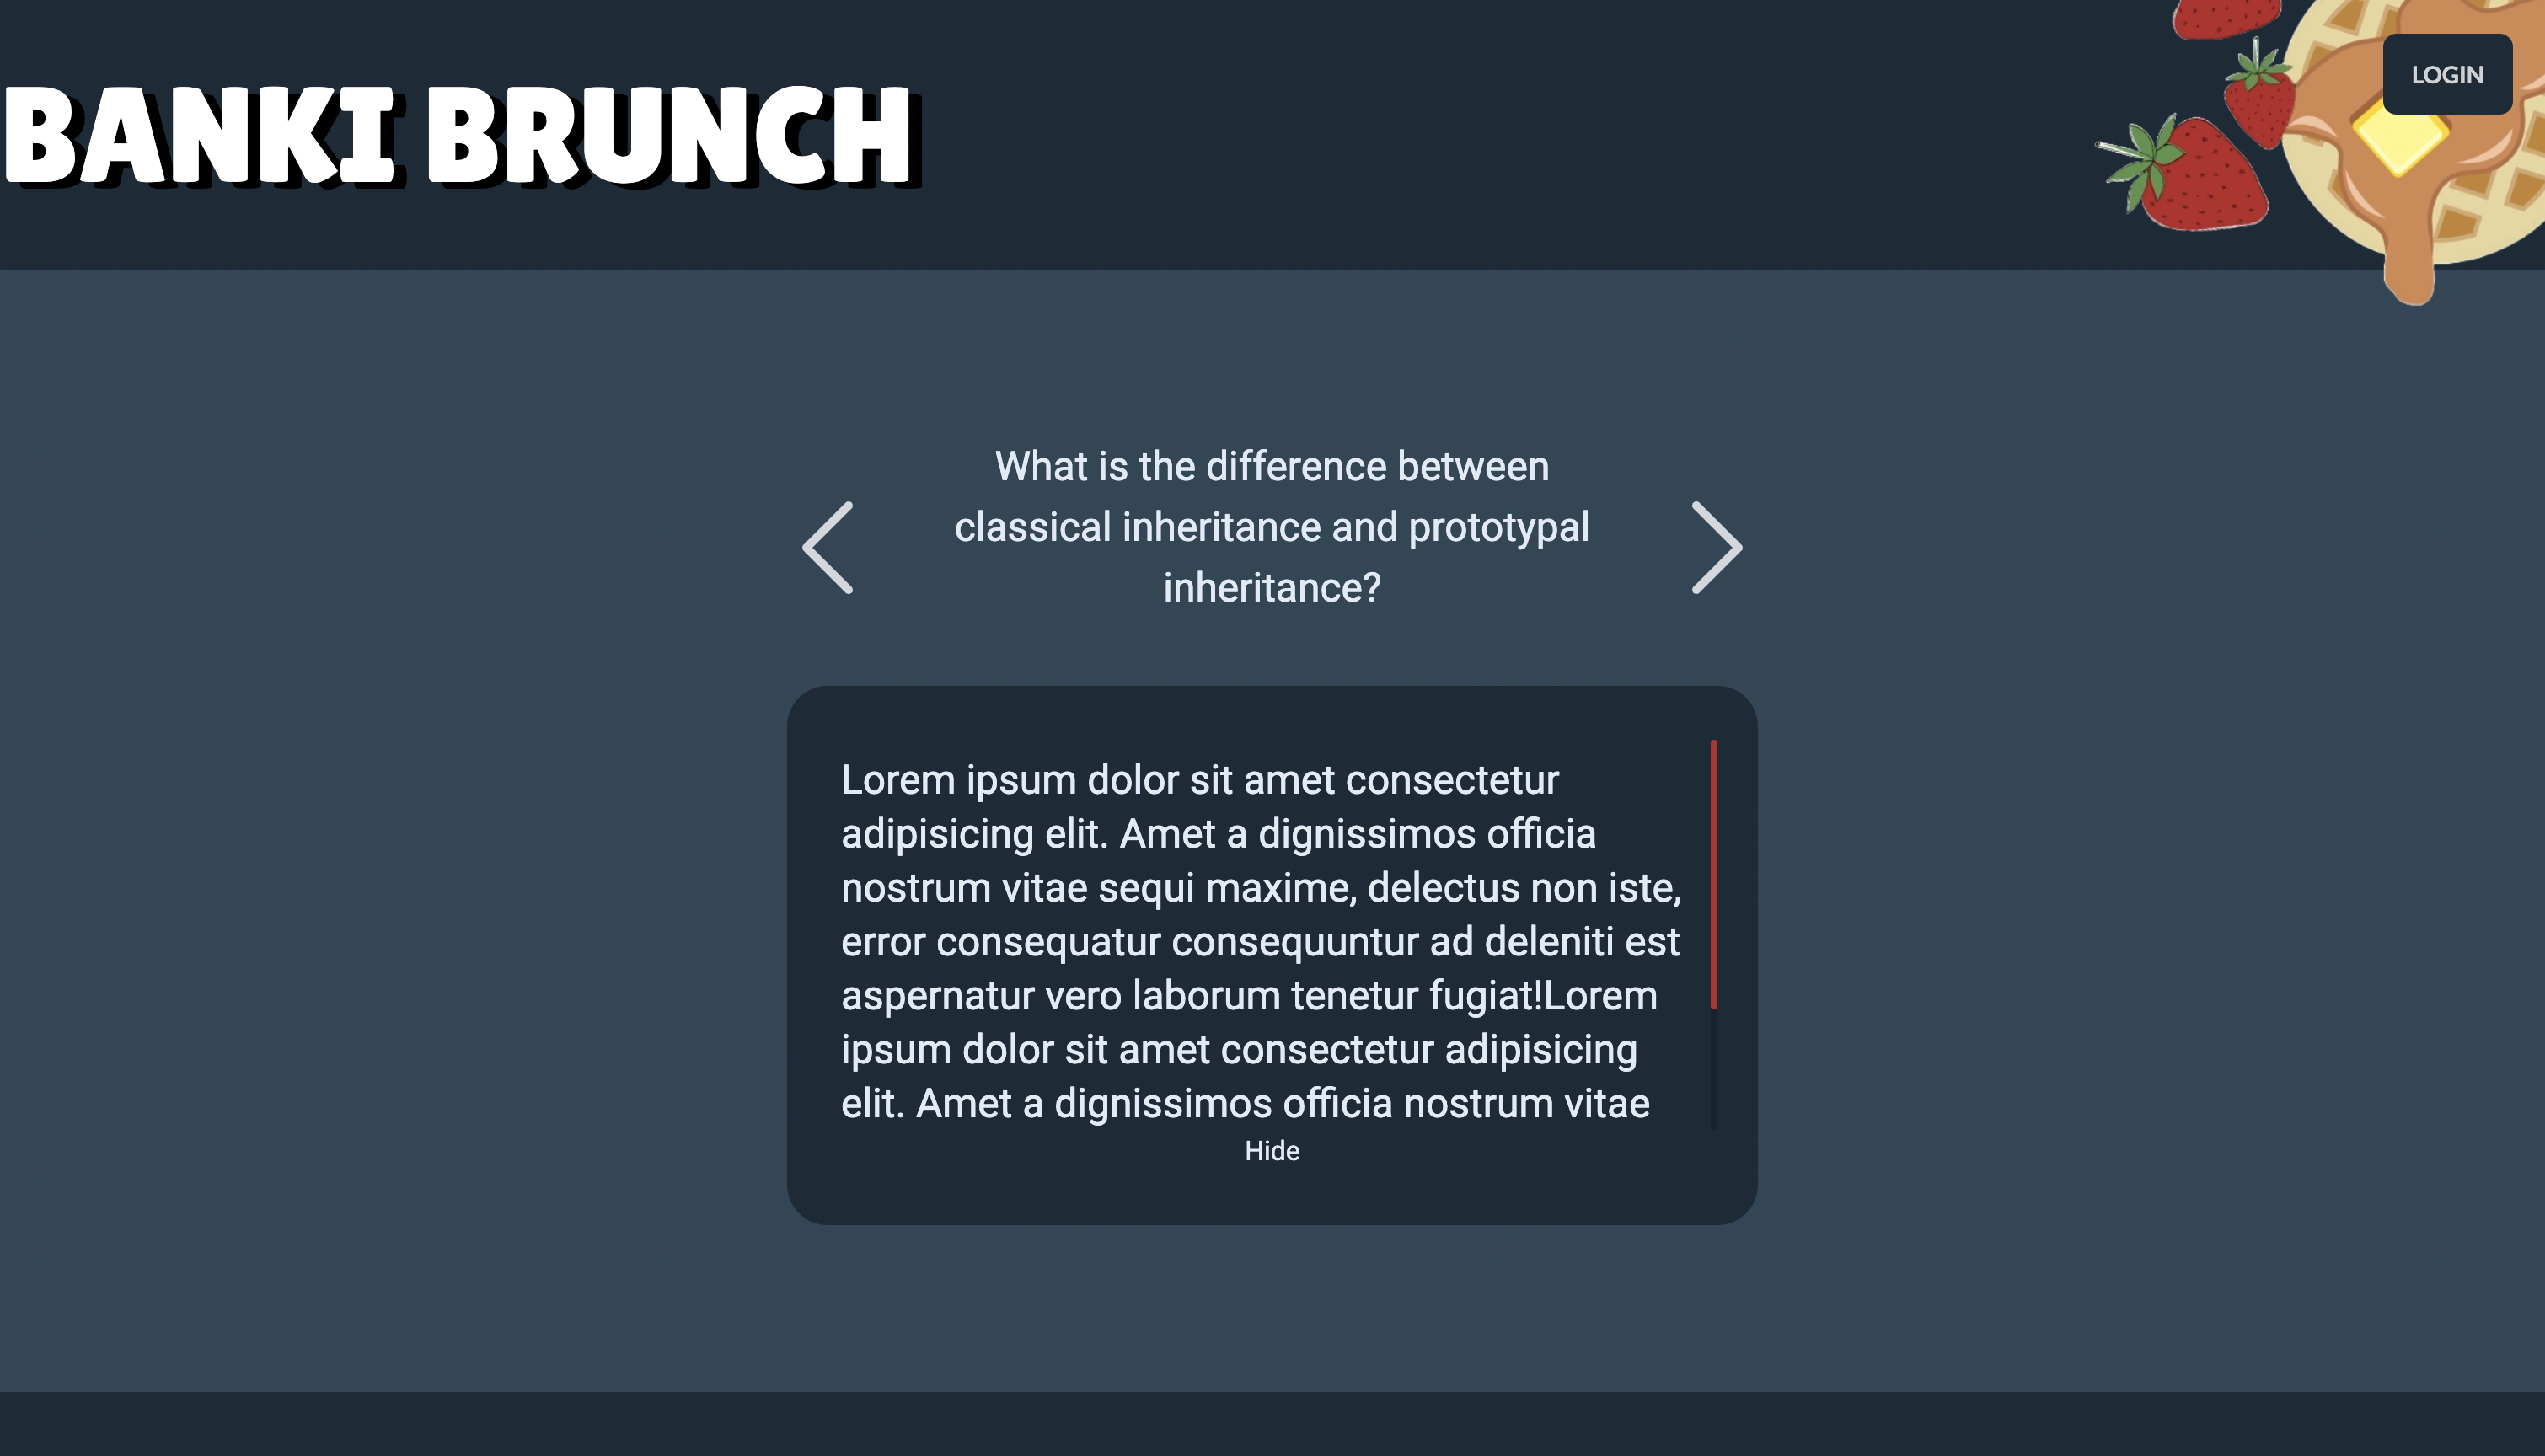 BANKI BRUNCH
LOGIN
What is the difference between
classical inheritance and prototypal
inheritance?
Lorem ipsum dolor sit amet consectetur
adipisicing elit. Amet a dignissimos officia
nostrum vitae sequi maxime, delectus non iste,
error consequatur consequuntur ad deleniti est
aspernatur vero laborum tenetur fugiat!Lorem
ipsum dolor sit amet consectetur adipisicing
elit. Amet a dignissimos officia nostrum vitae
Hide